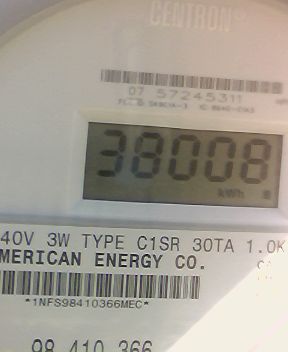 CENTRON®
07 57245311
38008
kWh
40V 3W TYPE C1SR 30TA 1.0K
MERICAN ENERGY CO.
*1NFS98410366MEC*
98 410 366